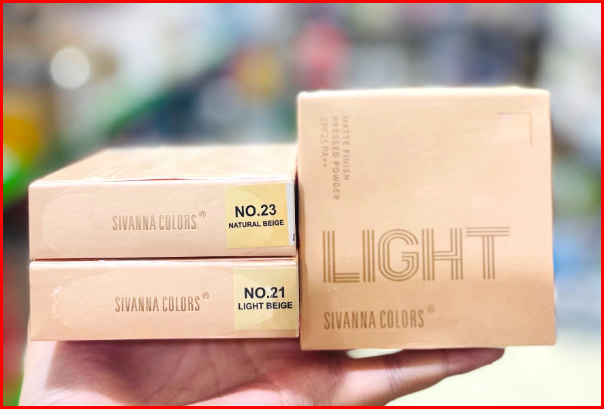 NO.23
NATURAL BEIGE
SIVANNA COLORS®
NO.21
LIGHT BEIGE
SIVANNA COLORS®
MATTE FINISH
PRESSED POWDER
SPF25 PA++
LIGHT
SIVANNA COLORS®